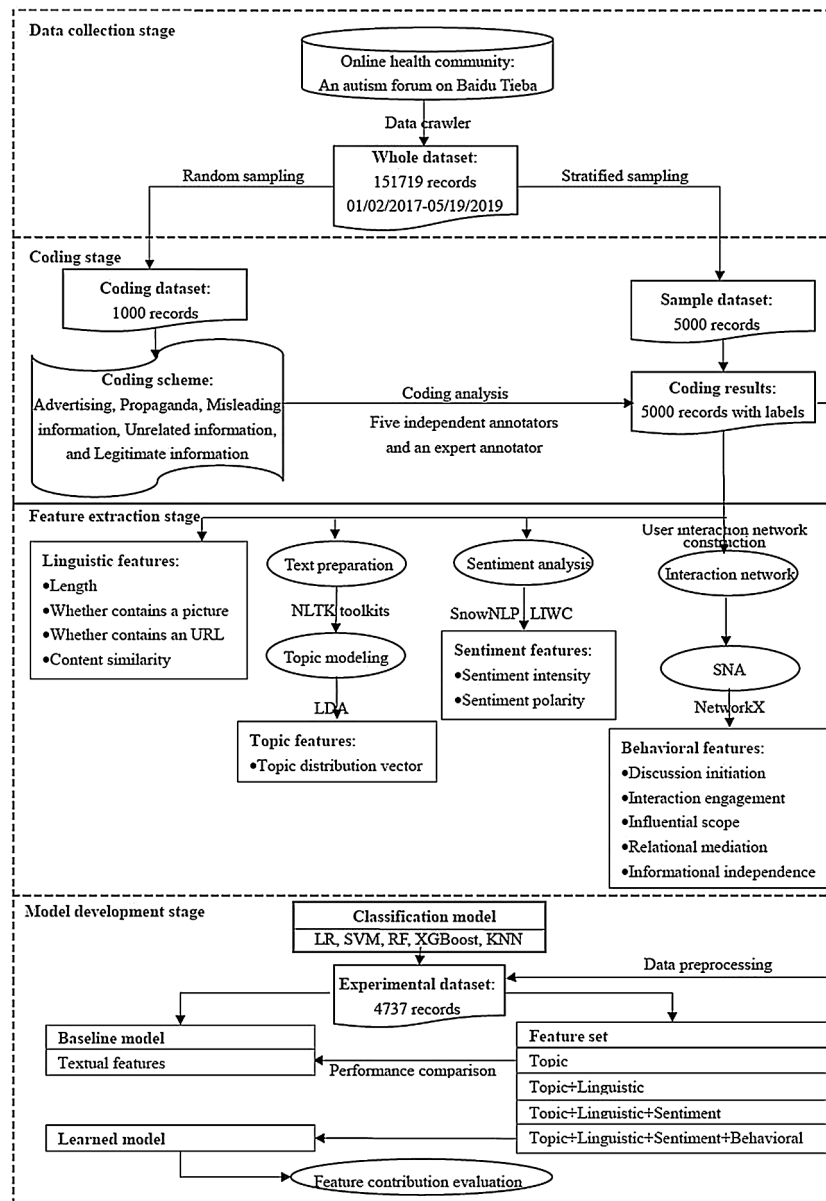 Data collection stage
Online health community:
An autism forum on Baidu Tieba
Data crawler
Random sampling
Whole dataset:
151719 records
01/02/2017-05/19/2019
Stratified sampling
Coding stage
Coding dataset:
1000 records
Sample dataset:
5000 records
Coding scheme:
Advertising, Propaganda, Misleading
information, Unrelated information,
and Legitimate information
Coding analysis
Five independent annotators
and an expert annotator
Coding results:
5000 records with labels
Feature extraction stage
Linguistic features:
•Length
•Whether contains a picture
•Whether contains an URL
•Content similarity
Text preparation
NLTK toolkits
Topic modeling
LDA
Topic features:
•Topic distribution vector
Sentiment analysis
SnowNLP LIWC
Sentiment features:
•Sentiment intensity
•Sentiment polarity
User interaction network
construction
Interaction network
SNA
NetworkX
Behavioral features:
•Discussion initiation
•Interaction engagement
•Influential scope
•Relational mediation
•Informational independence
Model development stage
Classification model
LR, SVM, RF, XGBoost, KNN
Data preprocessing
Experimental dataset:
4737 records
Baseline model
Textual features
Performance comparison
Feature set
Topic
Topic+Linguistic
Topic+Linguistic+Sentiment
Topic+Linguistic+Sentiment+Behavioral
Learned model
Feature contribution evaluation